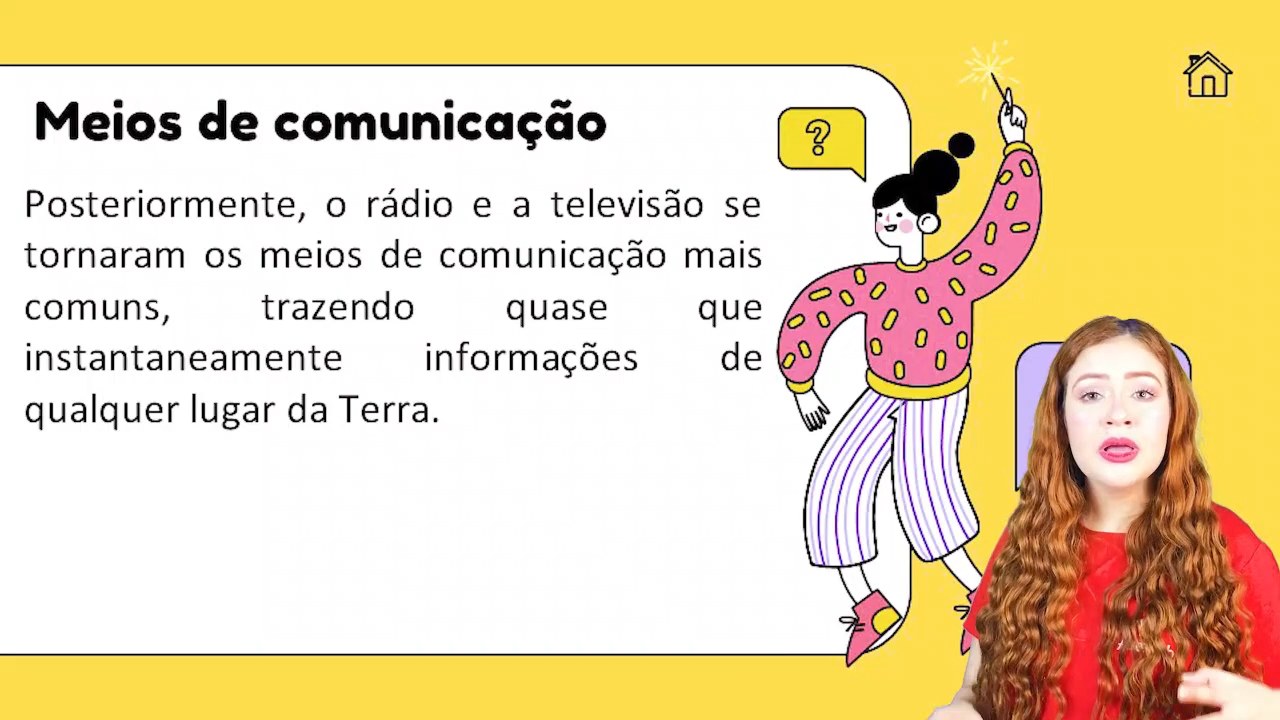 Meios de comunicação
?
Posteriormente, o rádio e a televisão se
tornaram os meios de comunicação mais
comuns, trazendo quase que
instantaneamente informações de
qualquer lugar da Terra.